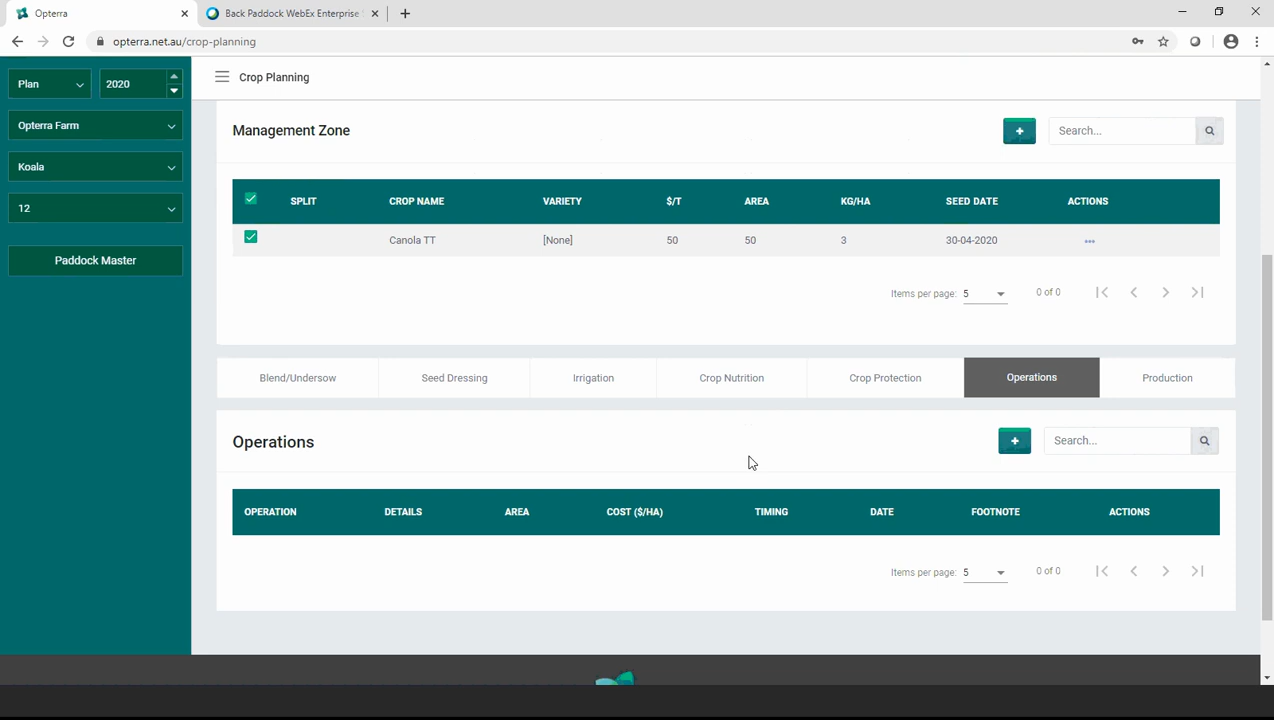 Opterra
Back Paddock WebEx Enterprise
opterra.net.au/crop-planning
Plan
2020
Crop Planning
Opterra Farm
Koala
12
Paddock Master
Management Zone
Search...
SPLIT CROP NAME VARIETY $/T AREA KG/HA SEED DATE ACTIONS
Canola TT [None] 50 50 3 30-04-2020
Items per page: 5 0 of 0
Blend/Undersow Seed Dressing Irrigation Crop Nutrition Crop Protection Operations Production
Operations
Search...
OPERATION DETAILS AREA COST ($/HA) TIMING DATE FOOTNOTE ACTIONS
Items per page: 5 0 of 0